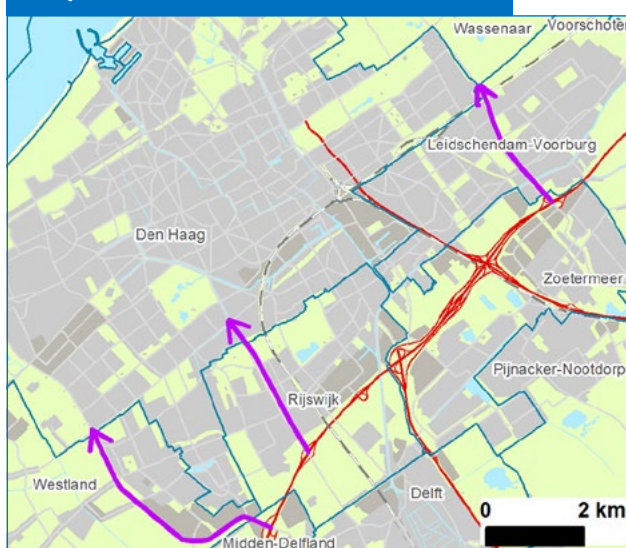 Wassenaar
Voorschoten
Leidschendam-Voorburg
Den Haag
Zoetermeer
Pijnacker-Nootdorp
Rijswijk
Westland
Delft
0 2 km
Midden-Delfland